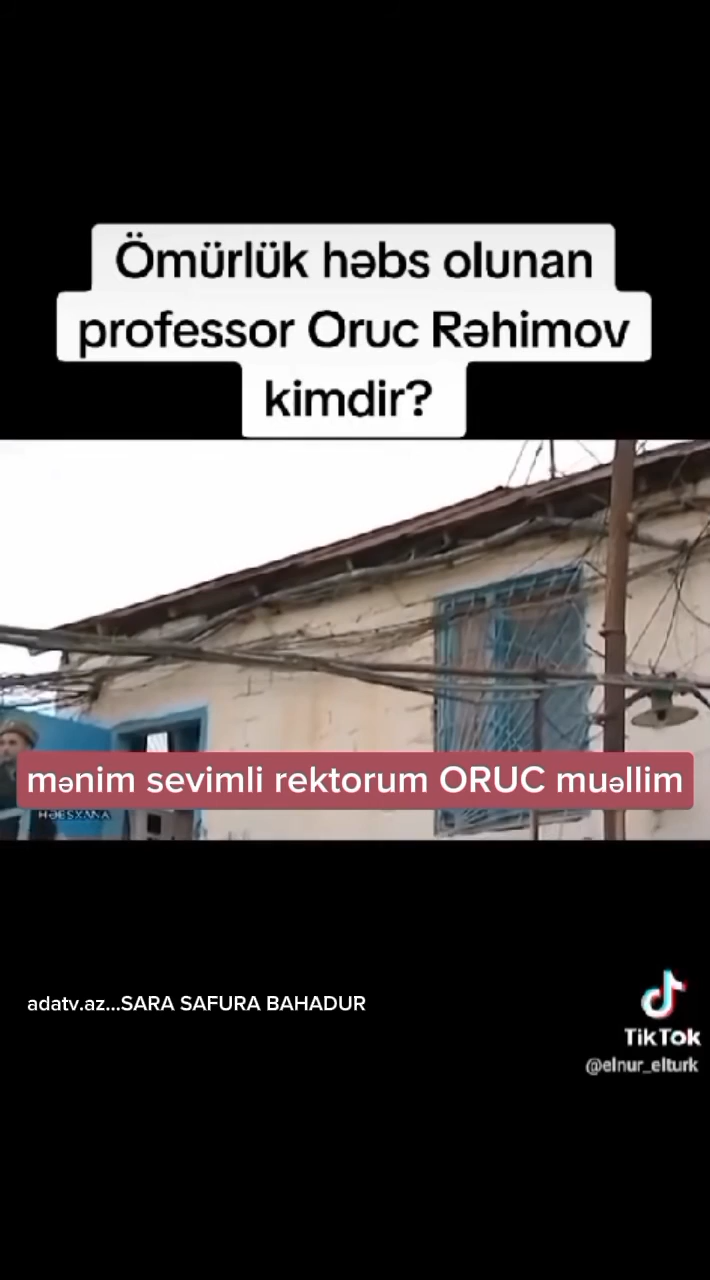 Ömürlük həbs olunan
professor Oruc Rəhimov
kimdir?
mənim sevimli rektorum ORUC muəllim
HƏBSXANA
adatv.az...SARA SAFURA BAHADUR
TikTok
@elnur_elturk